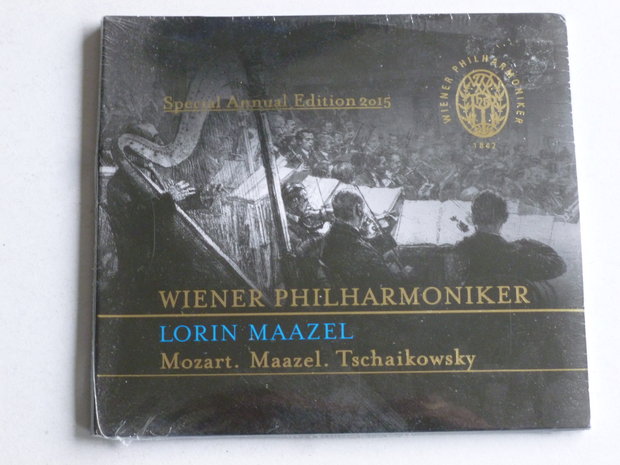 Special Annual Edition 2015
WIENER PHILHARMONIKER
1842
WIENER PHILHARMONIKER
LORIN MAAZEL
Mozart. Maazel. Tschaikowsky